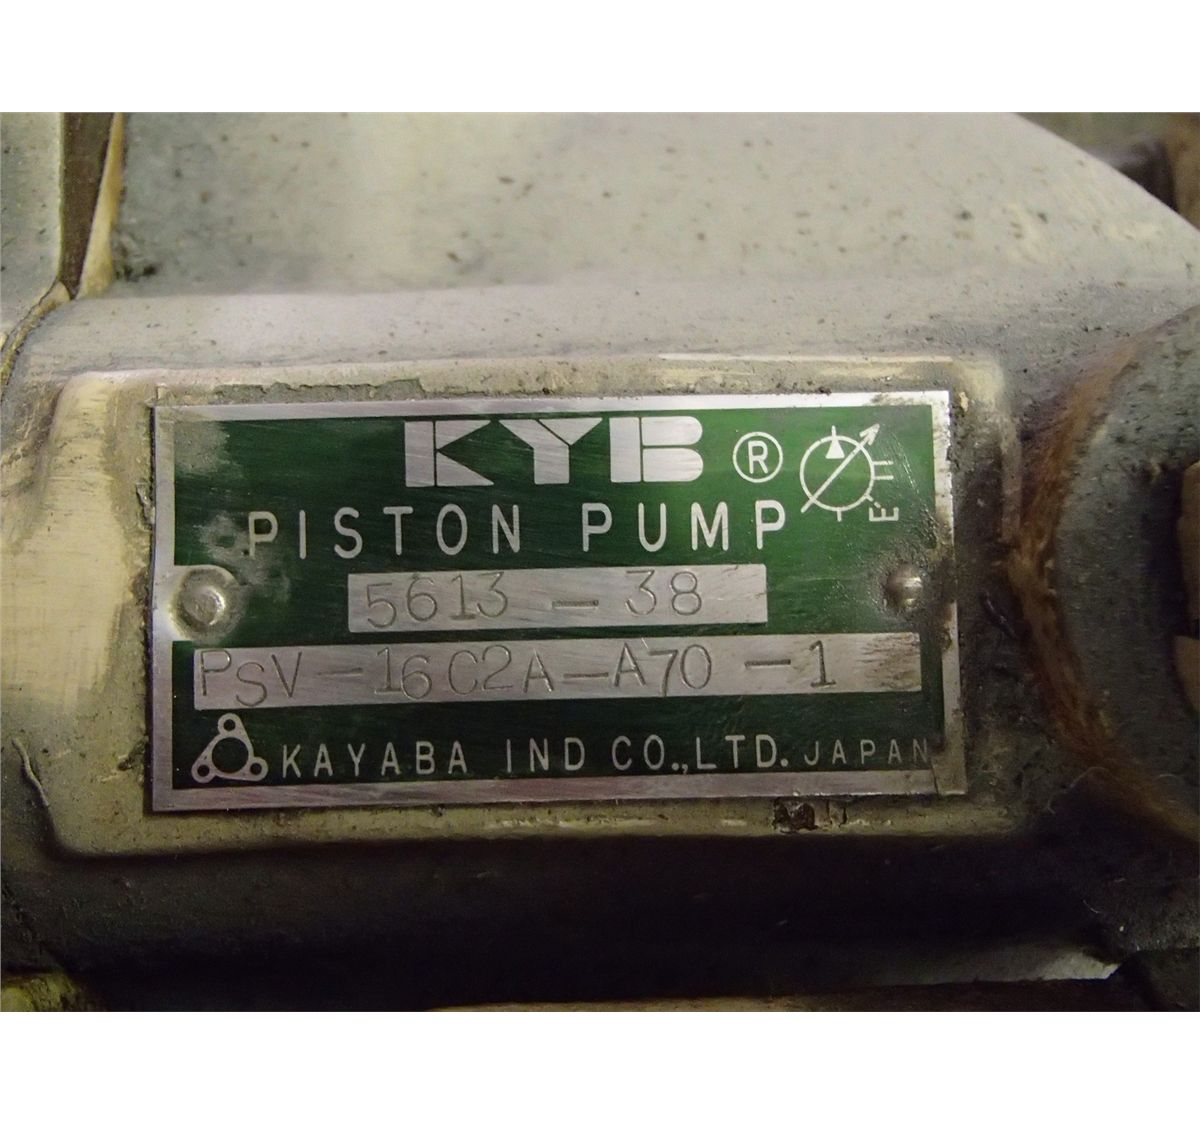 KYB ®
PISTON PUMP
5613-38
PSV-16C2A-A70-1
KAYABA IND CO.,LTD. JAPAN